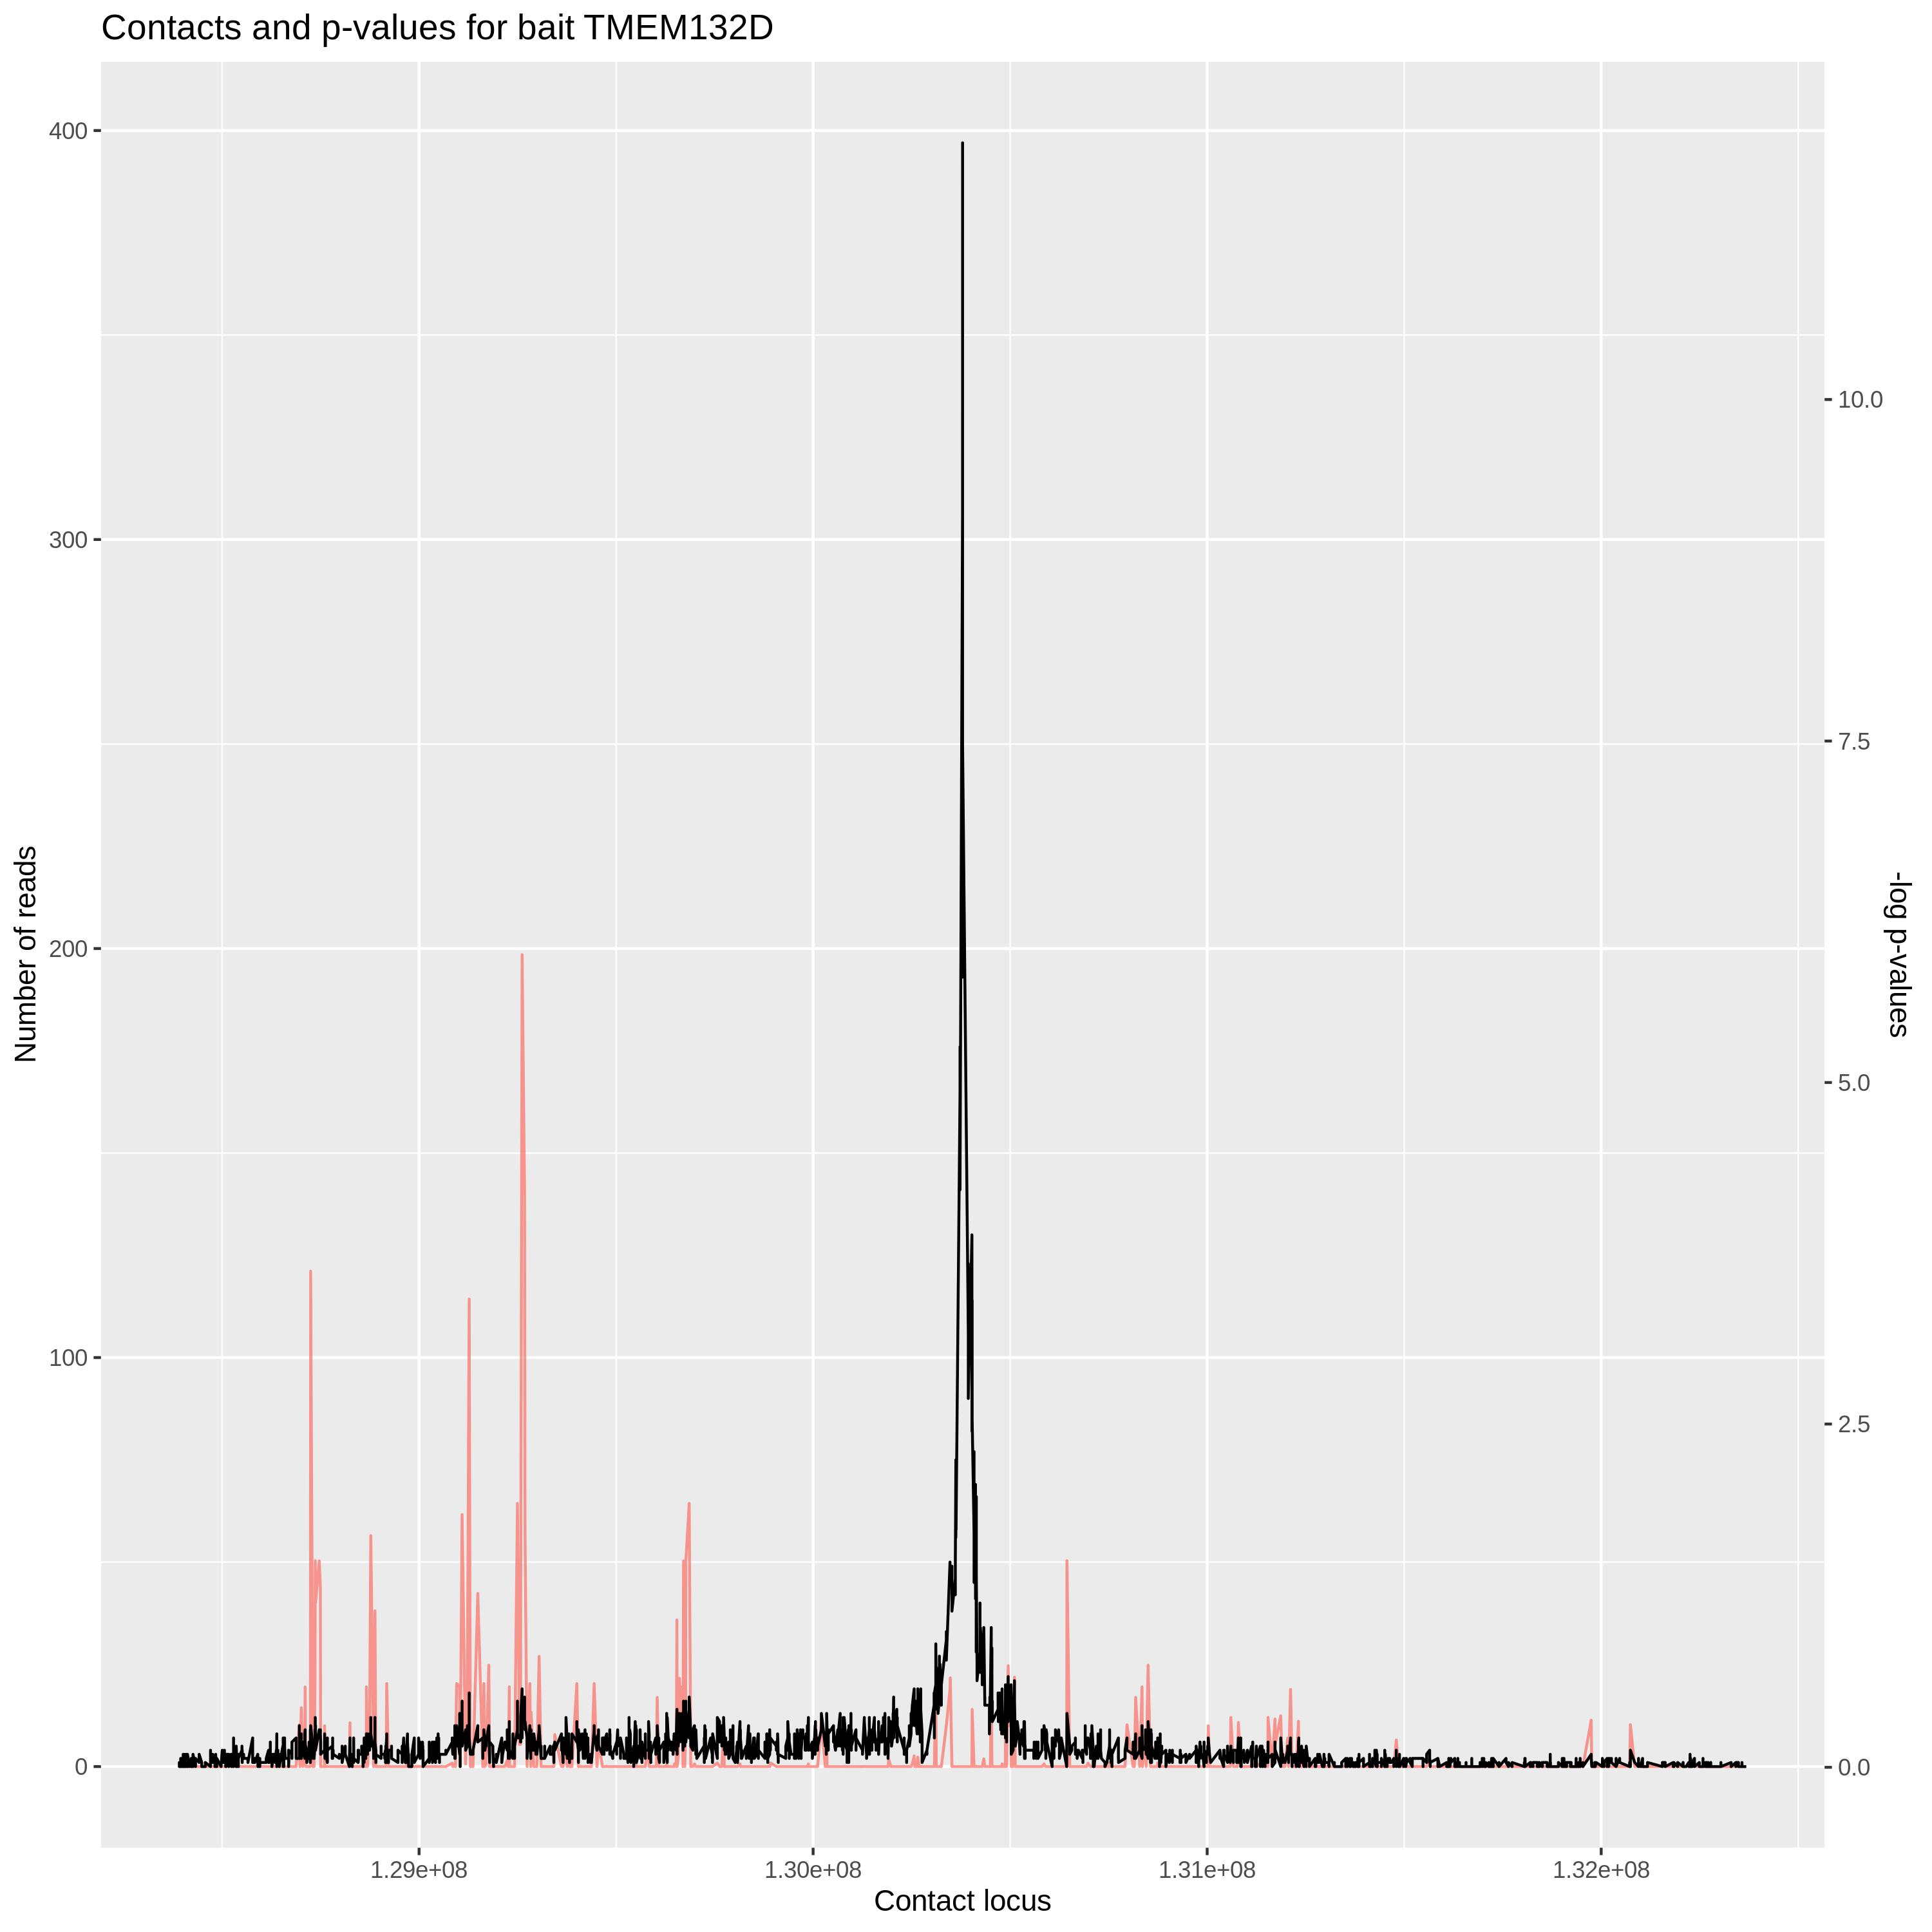 Contacts and p-values for bait TMEM132D
400
300
200
100
0
Number of reads
10.0
7.5
5.0
2.5
0.0
-log p-values
1.29e+08
1.30e+08
1.31e+08
1.32e+08
Contact locus